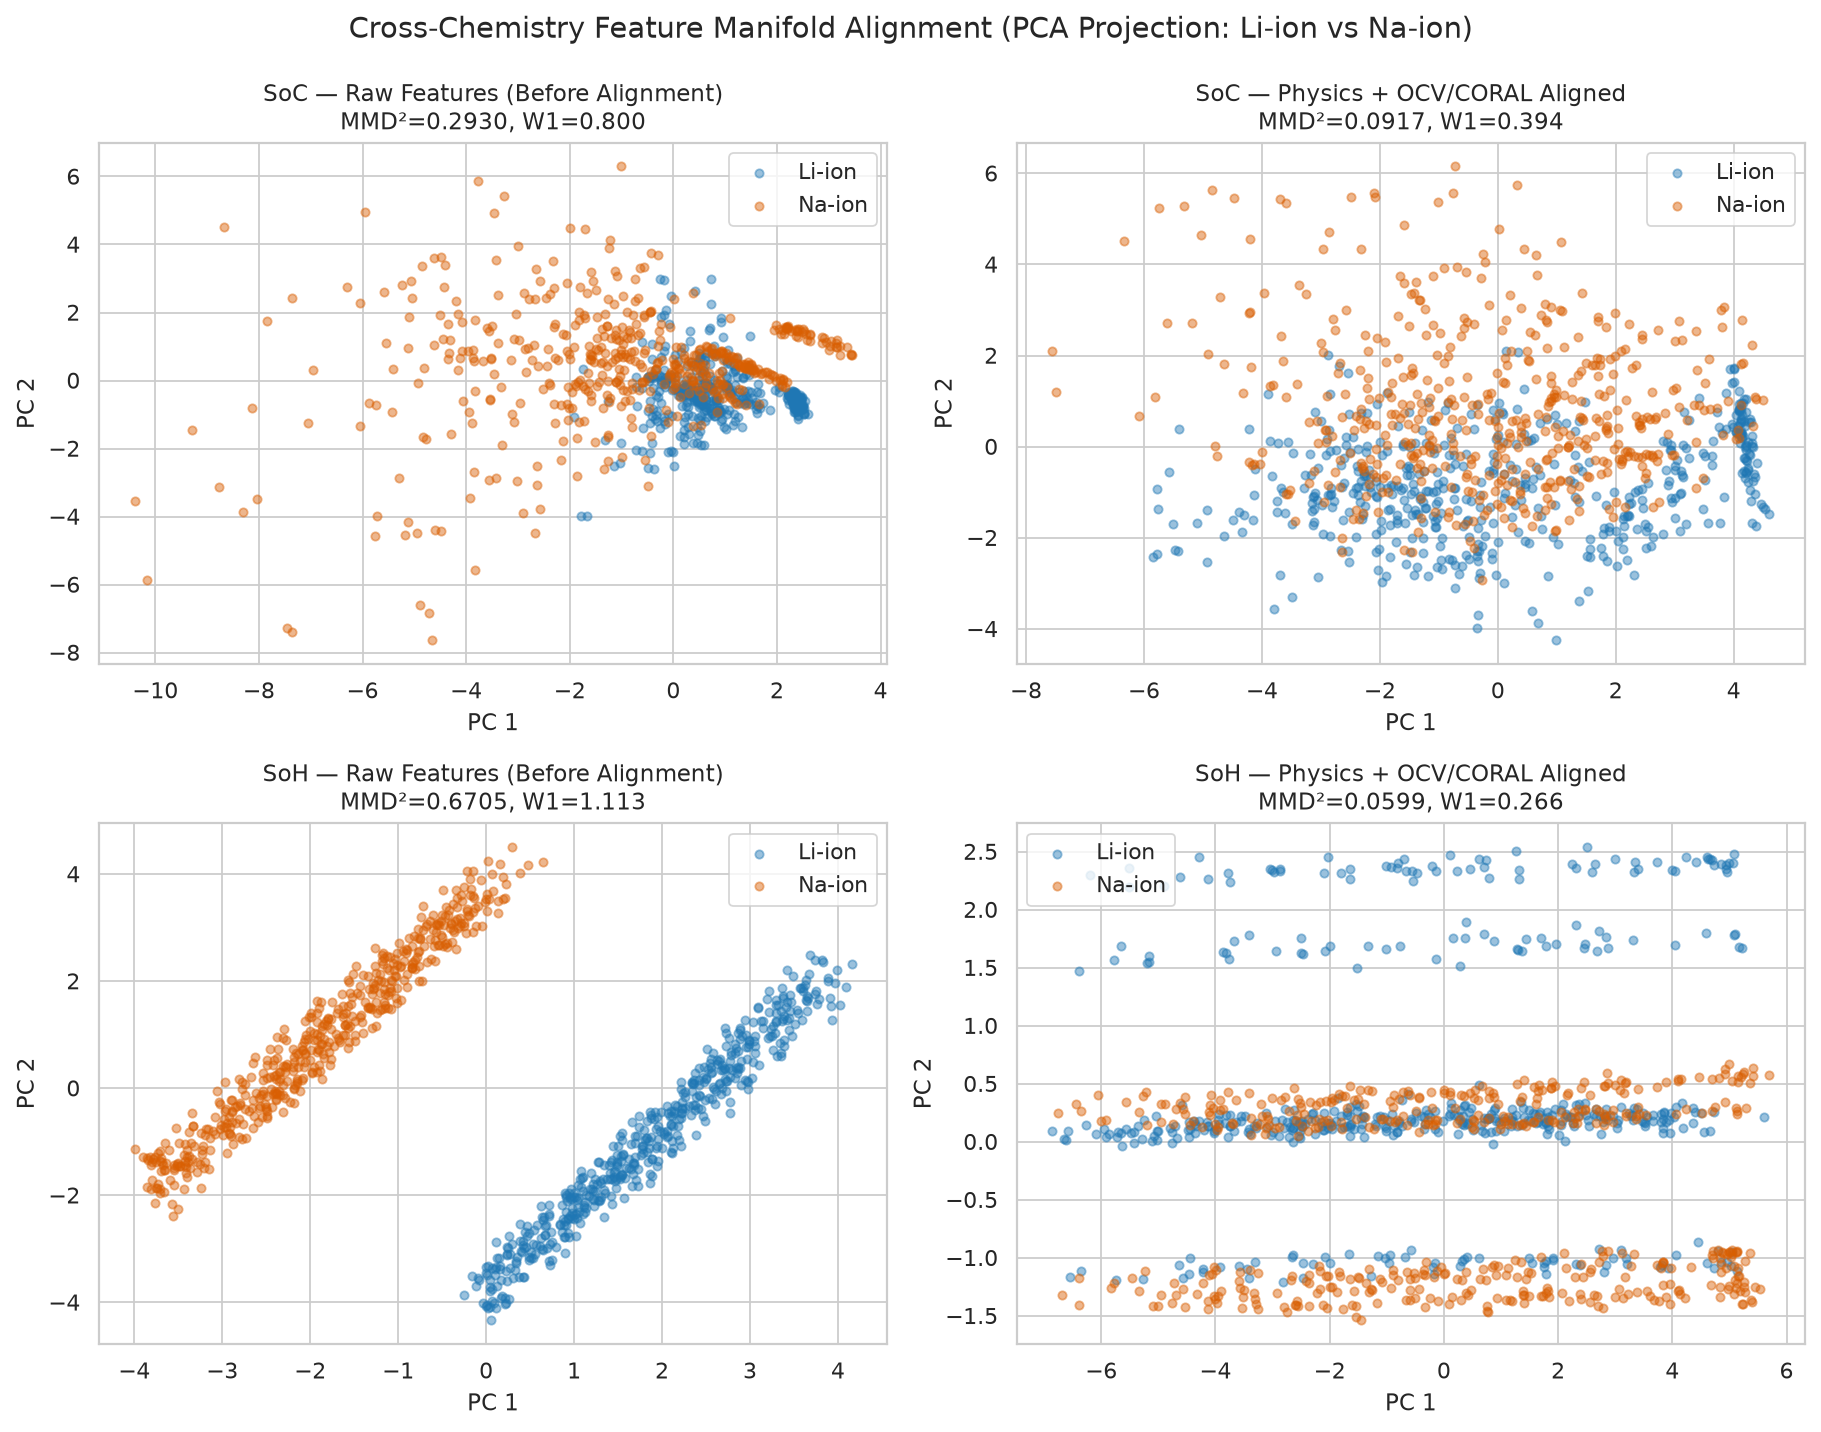 Cross-Chemistry Feature Manifold Alignment (PCA Projection: Li-ion vs Na-ion)
SoC — Raw Features (Before Alignment)
MMD²=0.2930, W1=0.800
Li-ion
Na-ion
6
4
2
0
−2
−4
−6
−8
PC 2
−10
−8
−6
−4
−2
0
2
4
PC 1
SoC — Physics + OCV/CORAL Aligned
MMD²=0.0917, W1=0.394
Li-ion
Na-ion
6
4
2
0
−2
−4
PC 2
−8
−6
−4
−2
0
2
4
PC 1
SoH — Raw Features (Before Alignment)
MMD²=0.6705, W1=1.113
Li-ion
Na-ion
4
2
0
−2
−4
PC 2
−4
−3
−2
−1
0
1
2
3
4
PC 1
SoH — Physics + OCV/CORAL Aligned
MMD²=0.0599, W1=0.266
Li-ion
Na-ion
2.5
2.0
1.5
1.0
0.5
0.0
−0.5
−1.0
−1.5
PC 2
−6
−4
−2
0
2
4
6
PC 1